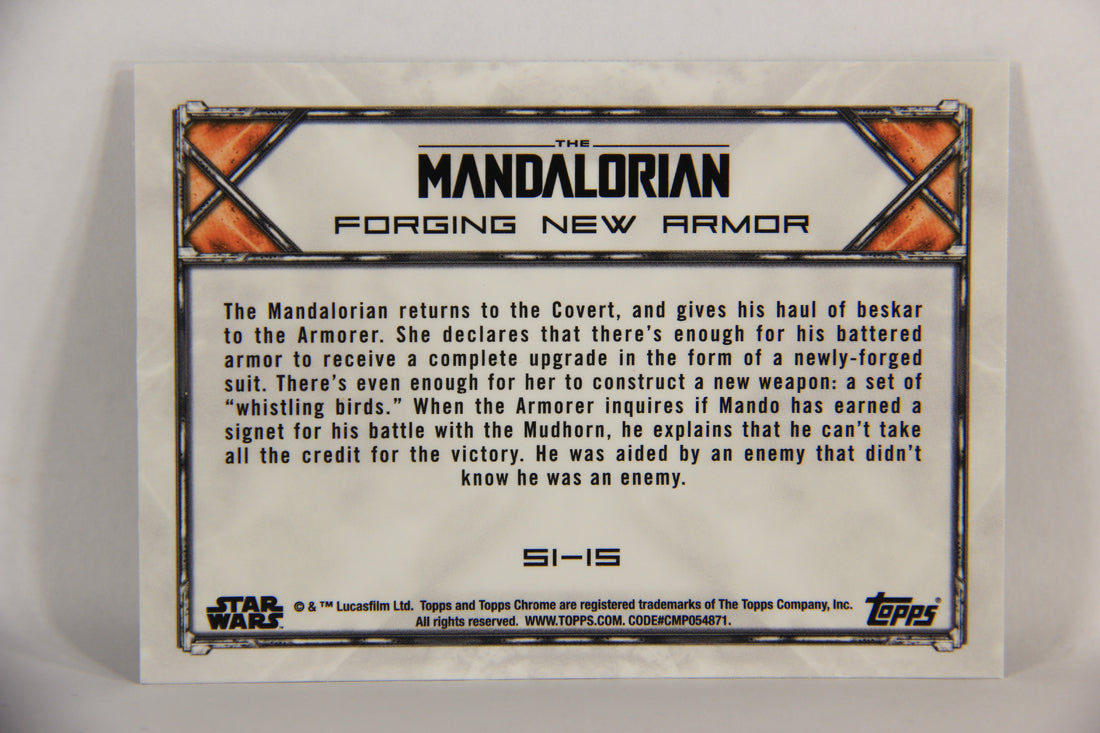 THE
MANDALORIAN
FORGING NEW ARMOR
The Mandalorian returns to the Covert, and gives his haul of beskar
to the Armorer. She declares that there's enough for his battered
armor to receive a complete upgrade in the form of a newly-forged
suit. There's even enough for her to construct a new weapon: a set of
“whistling birds.” When the Armorer inquires if Mando has earned a
signet for his battle with the Mudhorn, he explains that he can't take
all the credit for the victory. He was aided by an enemy that didn't
know he was an enemy.
S1-15
STAR
WARS
© & ™ Lucasfilm Ltd. Topps and Topps Chrome are registered trademarks of The Topps Company, Inc.
All rights reserved. WWW.TOPPS.COM. CODE#CMP054871.
Topps®